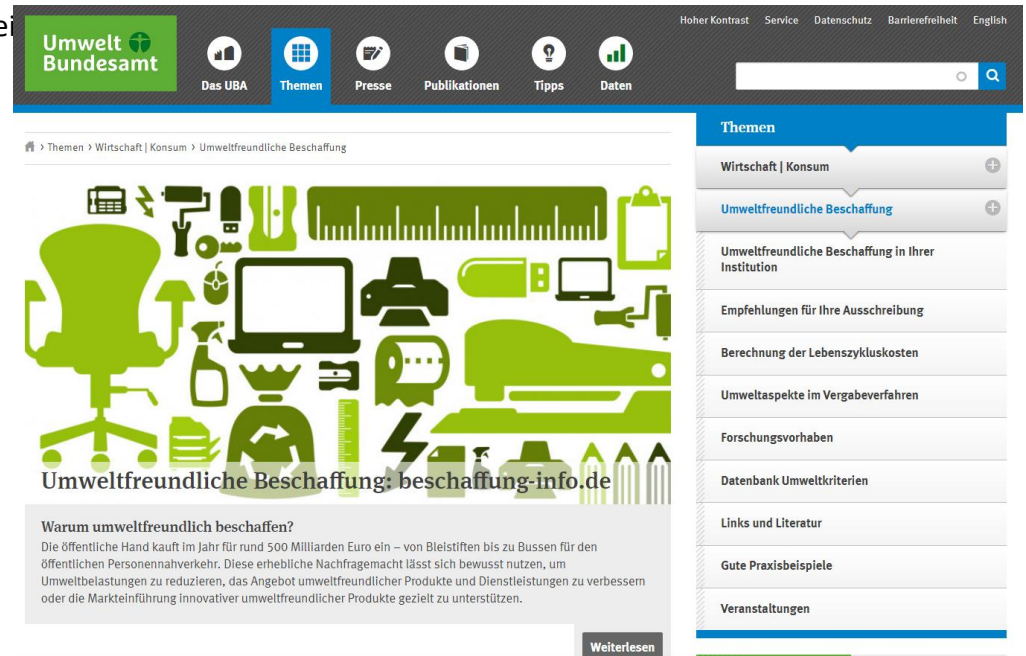 ei
Hoher Kontrast Service Datenschutz Barrierefreiheit English
Umwelt
Bundesamt
Das UBA Themen Presse Publikationen Tipps Daten
> Themen > Wirtschaft | Konsum > Umweltfreundliche Beschaffung
Umweltfreundliche Beschaffung: beschaffung-info.de
Warum umweltfreundlich beschaffen?
Die öffentliche Hand kauft im Jahr für rund 500 Milliarden Euro ein – von Bleistiften bis zu Bussen für den
öffentlichen Personennahverkehr. Diese erhebliche Nachfragemacht lässt sich bewusst nutzen, um
Umweltbelastungen zu reduzieren, das Angebot umweltfreundlicher Produkte und Dienstleistungen zu verbessern
oder die Markteinführung innovativer umweltfreundlicher Produkte gezielt zu unterstützen.
Weiterlesen
Themen
Wirtschaft | Konsum
Umweltfreundliche Beschaffung
Umweltfreundliche Beschaffung in Ihrer
Institution
Empfehlungen für Ihre Ausschreibung
Berechnung der Lebenszykluskosten
Umweltaspekte im Vergabeverfahren
Forschungsvorhaben
Datenbank Umweltkriterien
Links und Literatur
Gute Praxisbeispiele
Veranstaltungen